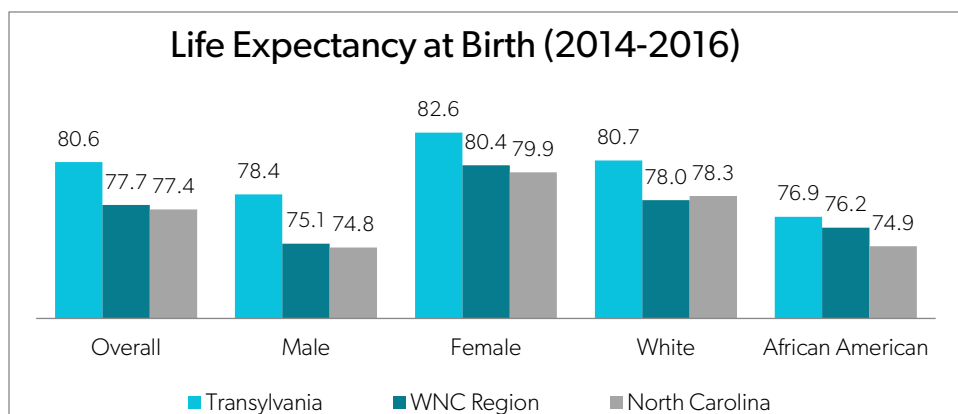 Life Expectancy at Birth (2014-2016)
80.6
77.7
77.4
78.4
75.1
74.8
82.6
80.4
79.9
80.7
78.0
78.3
76.9
76.2
74.9
Overall
Male
Female
White
African American
Transylvania
WNC Region
North Carolina